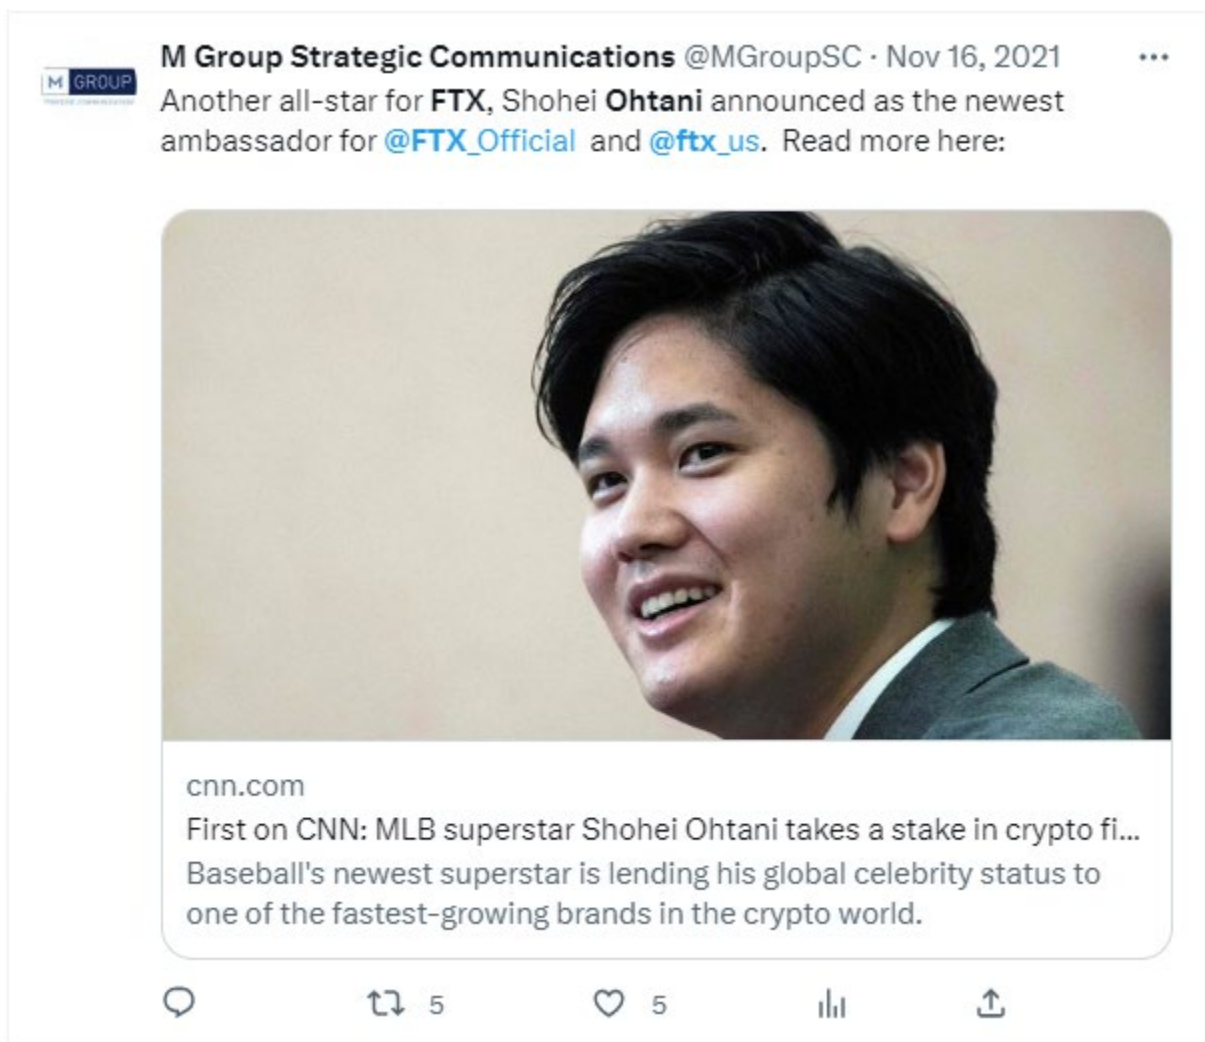 M Group Strategic Communications @MGroupSC · Nov 16, 2021
M GROUP
Another all-star for FTX, Shohei Ohtani announced as the newest
ambassador for @FTX_Official and @ftx_us. Read more here:
cnn.com
First on CNN: MLB superstar Shohei Ohtani takes a stake in crypto fi...
Baseball's newest superstar is lending his global celebrity status to
one of the fastest-growing brands in the crypto world.
5 5